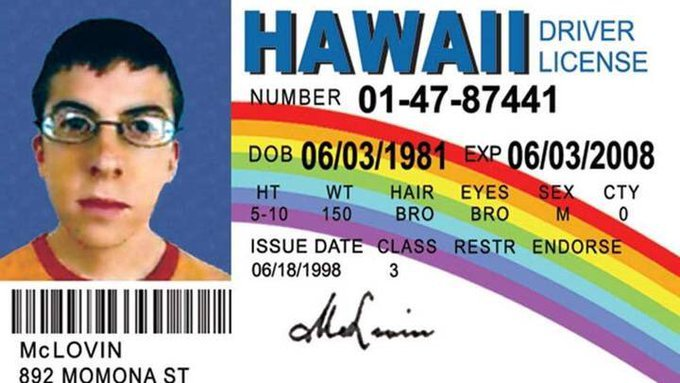 HAWAII DRIVER LICENSE
NUMBER 01-47-87441
DOB 06/03/1981 EXP 06/03/2008
HT WT HAIR EYES SEX CTY
5-10 150 BRO BRO M 0
ISSUE DATE CLASS RESTR ENDORSE
06/18/1998 3
McLovin
McLOVIN
892 MOMONA ST